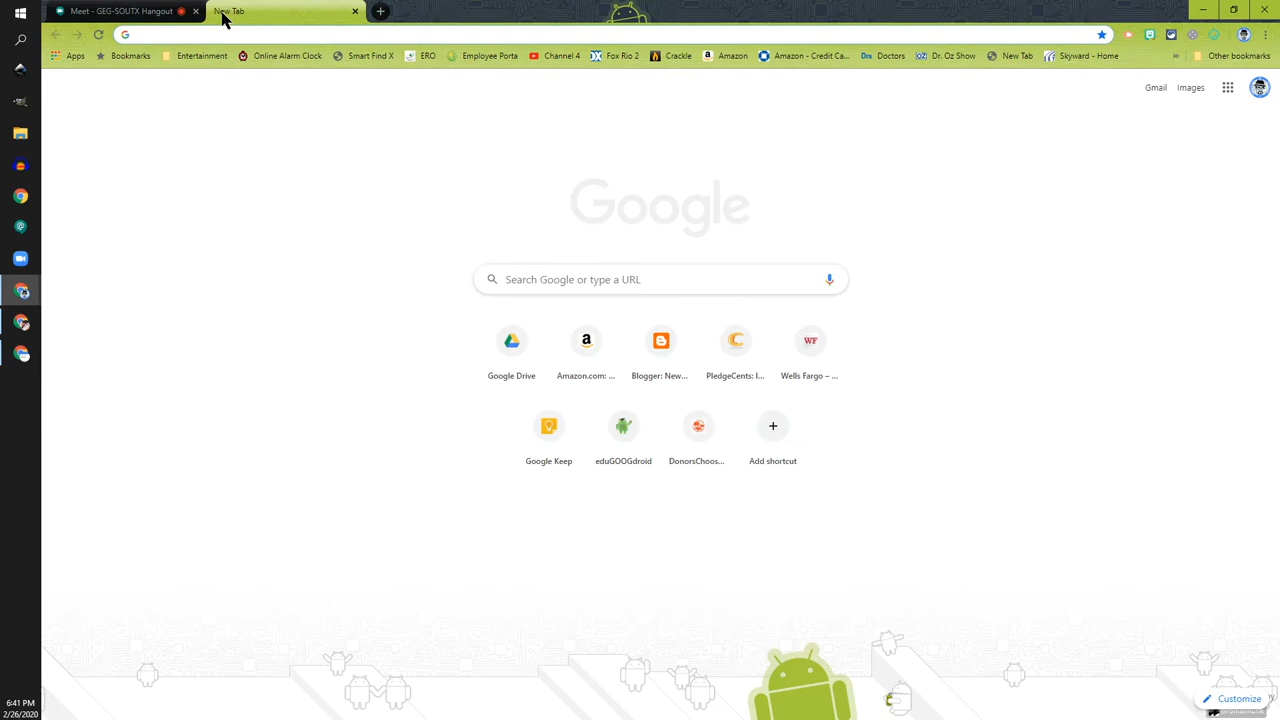 Meet - GEG-SOUTX Hangout
New Tab
Apps Bookmarks Entertainment Online Alarm Clock Smart Find X ERO Employee Porta Channel 4 Fox Rio 2 Crackle Amazon Amazon - Credit Ca... Doctors Dr. Oz Show New Tab Skyward - Home » Other bookmarks
Gmail Images
Google
Search Google or type a URL
Google Drive Amazon.com: ... Blogger: New... PledgeCents: I... Wells Fargo – ...
Google Keep eduGOOGdroid DonorsChoos... Add shortcut
Customize
6:41 PM
2/26/2020